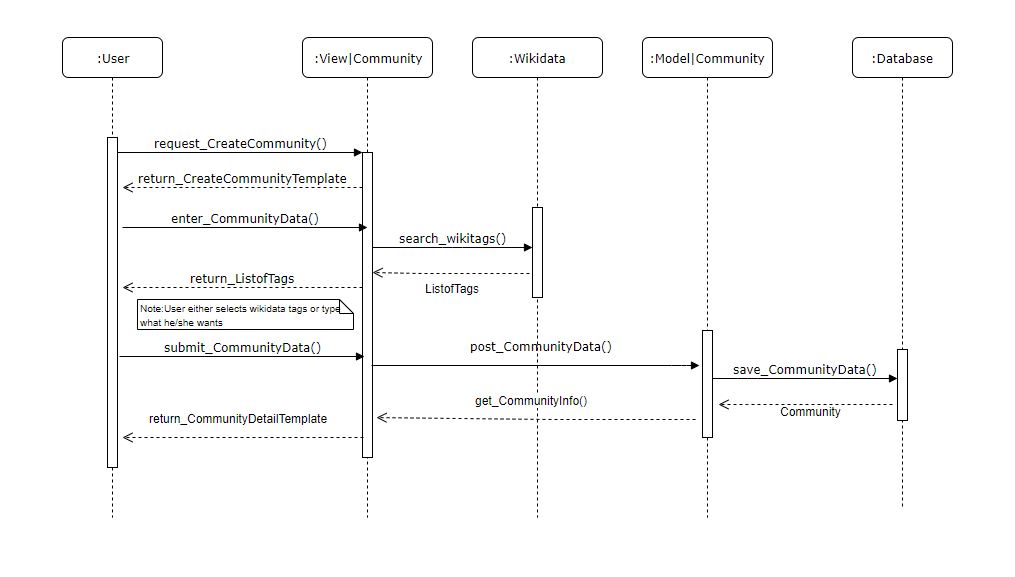 :User
:View|Community
:Wikidata
:Model|Community
:Database
request_CreateCommunity()
return_CreateCommunityTemplate
enter_CommunityData()
search_wikitags()
return_ListofTags
ListofTags
Note:User either selects wikidata tags or type
what he/she wants
submit_CommunityData()
post_CommunityData()
save_CommunityData()
get_CommunityInfo()
Community
return_CommunityDetailTemplate